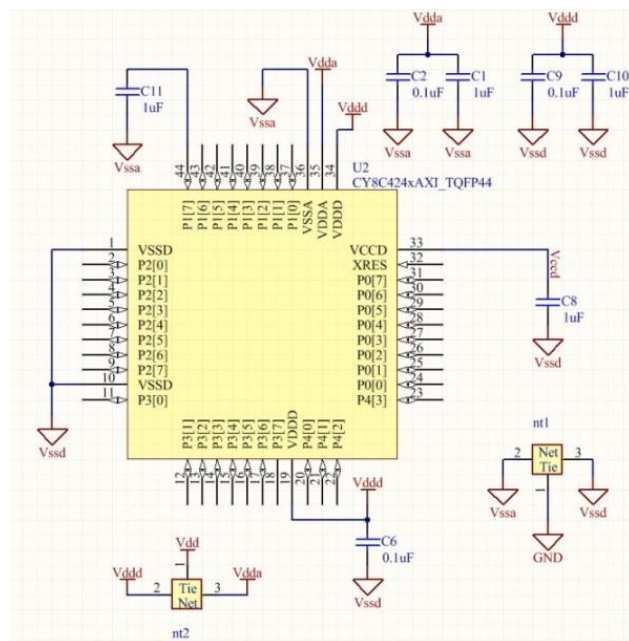 Vdda
Vddd
C2
0.1uF
C1
1uF
C9
0.1uF
C10
1uF
Vssa
Vssa
Vssd
Vssd
C11
1uF
Vssa
Vdda
Vssa
Vddd
U2
CY8C424xAXI_TQFP44
44 43 42 41 40 39 38 37 36 35 34
P1[7] P1[6] P1[5] P1[4] P1[3] P1[2] P1[1] P1[0] VSSA VDDA VDDD
1 VSSD
2 P2[0]
3 P2[1]
4 P2[2]
5 P2[3]
6 P2[4]
7 P2[5]
8 P2[6]
9 P2[7]
10 VSSD
11 P3[0]
VCCD 33
XRES 32
P0[7] 31
P0[6] 30
P0[5] 29
P0[4] 28
P0[3] 27
P0[2] 26
P0[1] 25
P0[0] 24
P4[3] 23
P3[1] P3[2] P3[3] P3[4] P3[5] P3[6] P3[7] VDDD P4[0] P4[1] P4[2]
12 13 14 15 16 17 18 19 20 21 22
Vccd
C8
1uF
Vssd
Vssd
Vddd
C6
0.1uF
Vssd
nt1
Net
Tie
2 3
1
Vssa
Vssd
GND
Vdd
1
Vddd
Vdda
2 3
Tie
Net
nt2